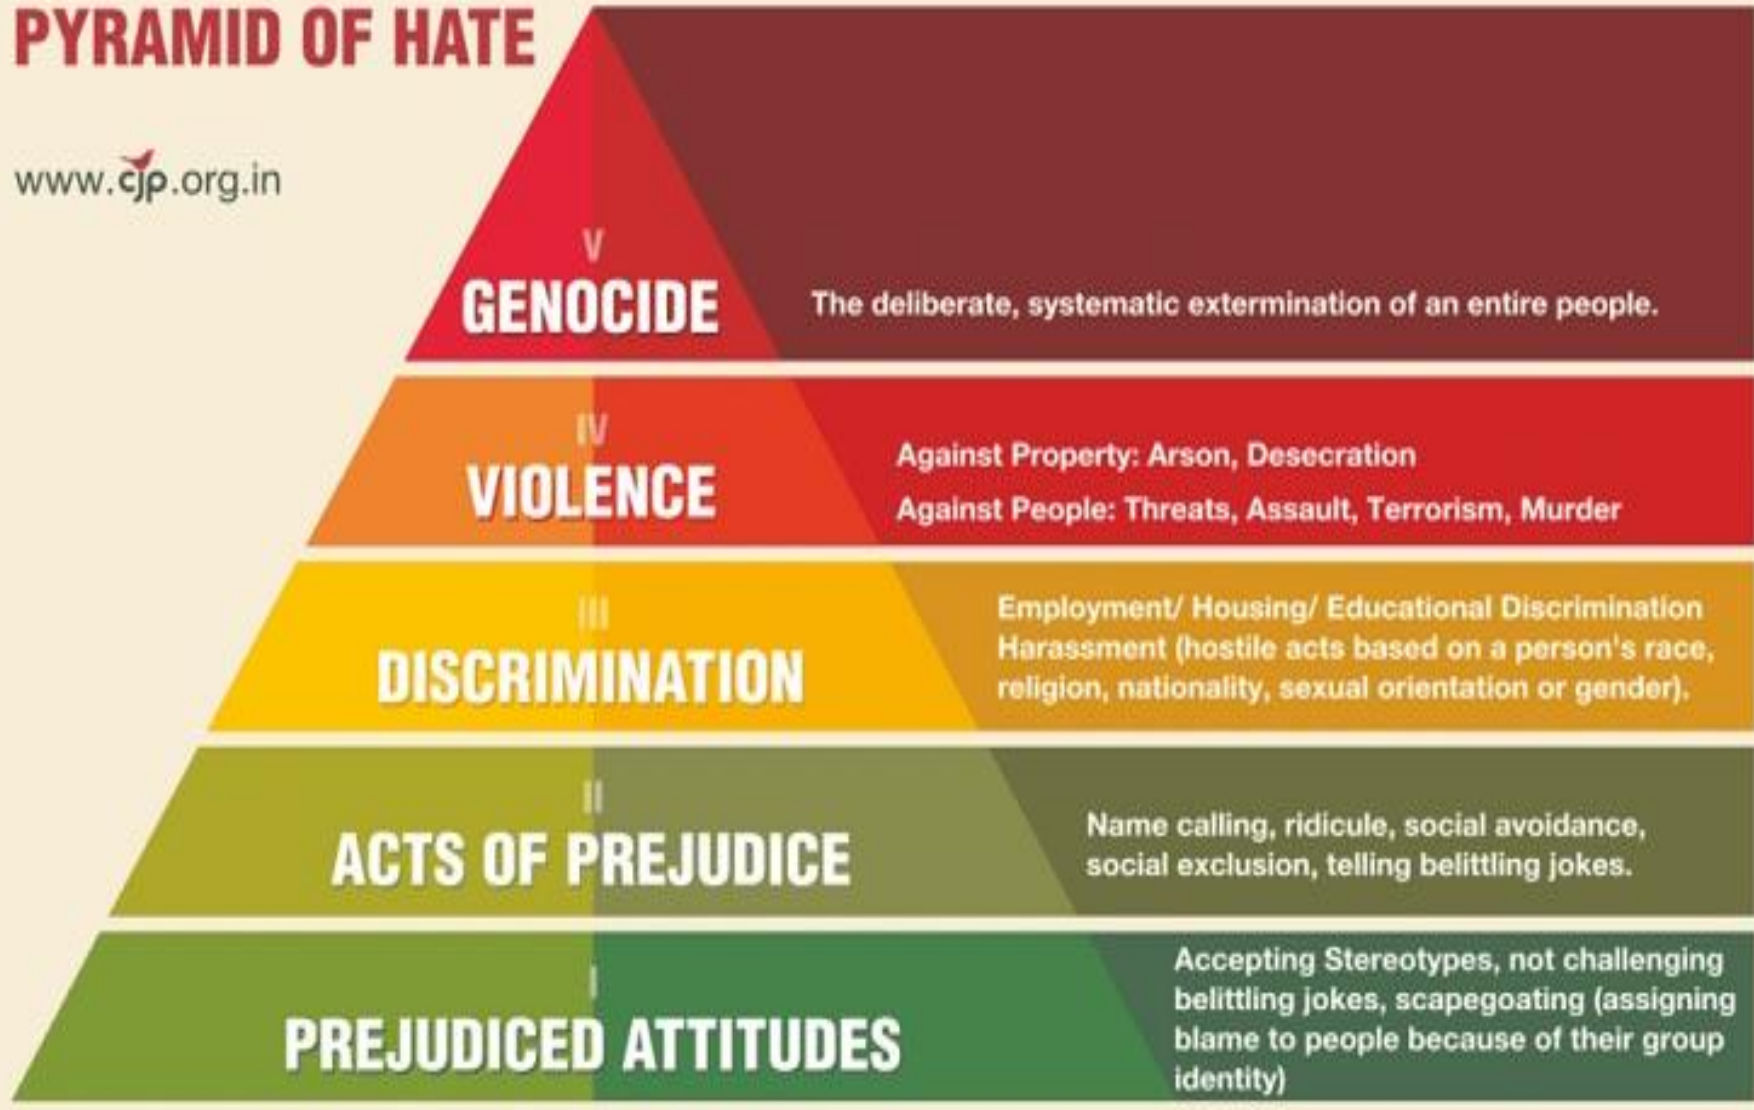 PYRAMID OF HATE
www.cjp.org.in
V
GENOCIDE
The deliberate, systematic extermination of an entire people.
IV
VIOLENCE
Against Property: Arson, Desecration
Against People: Threats, Assault, Terrorism, Murder
III
DISCRIMINATION
Employment/ Housing/ Educational Discrimination
Harassment (hostile acts based on a person's race,
religion, nationality, sexual orientation or gender).
II
ACTS OF PREJUDICE
Name calling, ridicule, social avoidance,
social exclusion, telling belittling jokes.
I
PREJUDICED ATTITUDES
Accepting Stereotypes, not challenging
belittling jokes, scapegoating (assigning
blame to people because of their group
identity)